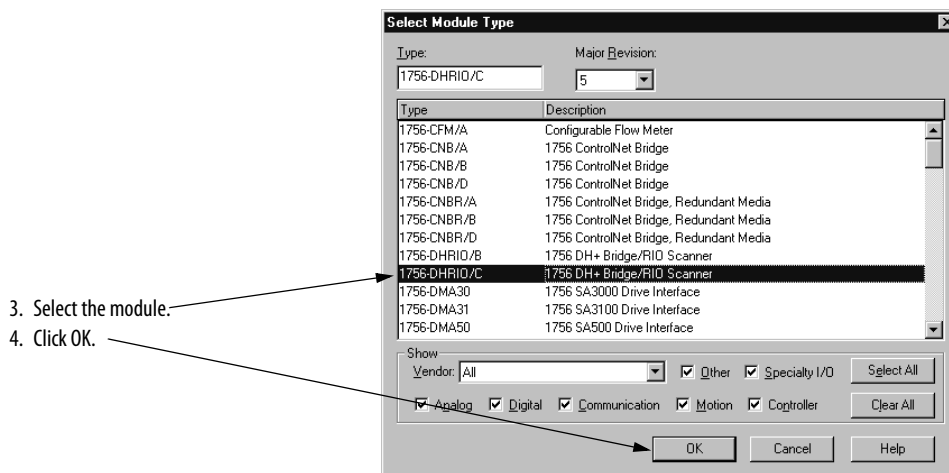 Select Module Type
Type:
Major Revision:
1756-DHRIO/C
5
Type Description
1756-CFM/A Configurable Flow Meter
1756-CNB/A 1756 ControlNet Bridge
1756-CNB/B 1756 ControlNet Bridge
1756-CNB/D 1756 ControlNet Bridge
1756-CNBR/A 1756 ControlNet Bridge, Redundant Media
1756-CNBR/B 1756 ControlNet Bridge, Redundant Media
1756-CNBR/D 1756 ControlNet Bridge, Redundant Media
1756-DHRIO/B 1756 DH+ Bridge/RIO Scanner
1756-DHRIO/C 1756 DH+ Bridge/RIO Scanner
1756-DMA30 1756 SA3000 Drive Interface
1756-DMA31 1756 SA3100 Drive Interface
1756-DMA50 1756 SA500 Drive Interface
3. Select the module.
4. Click OK.
Show
Vendor: All Other Specialty I/O Select All
Analog Digital Communication Motion Controller Clear All
OK Cancel Help